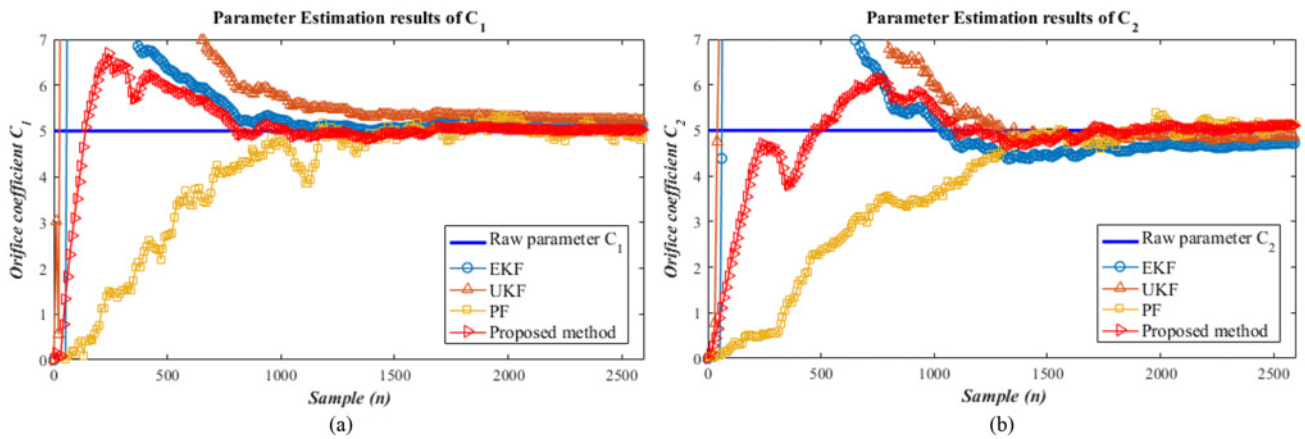 Parameter Estimation results of C1
Orifice coefficient C1
7
6
5
4
3
2
1
0
Raw parameter C1
EKF
UKF
PF
Proposed method
0 500 1000 1500 2000 2500
Sample (n)
(a)
Parameter Estimation results of C2
Orifice coefficient C2
7
6
5
4
3
2
1
0
Raw parameter C2
EKF
UKF
PF
Proposed method
0 500 1000 1500 2000 2500
Sample (n)
(b)